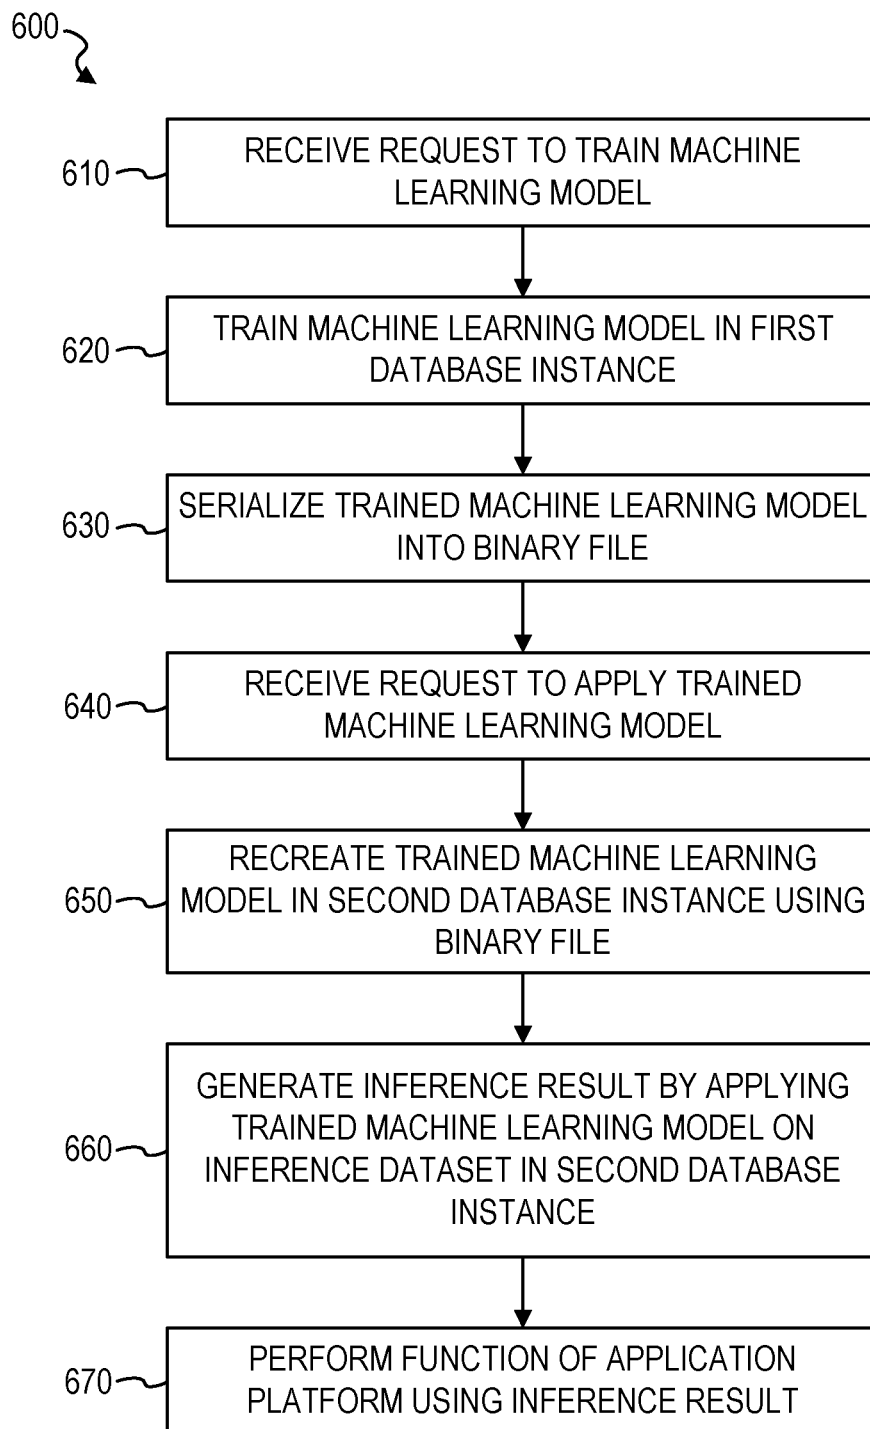 600
610
RECEIVE REQUEST TO TRAIN MACHINE
LEARNING MODEL
620
TRAIN MACHINE LEARNING MODEL IN FIRST
DATABASE INSTANCE
630
SERIALIZE TRAINED MACHINE LEARNING MODEL
INTO BINARY FILE
640
RECEIVE REQUEST TO APPLY TRAINED
MACHINE LEARNING MODEL
650
RECREATE TRAINED MACHINE LEARNING
MODEL IN SECOND DATABASE INSTANCE USING
BINARY FILE
660
GENERATE INFERENCE RESULT BY APPLYING
TRAINED MACHINE LEARNING MODEL ON
INFERENCE DATASET IN SECOND DATABASE
INSTANCE
670
PERFORM FUNCTION OF APPLICATION
PLATFORM USING INFERENCE RESULT